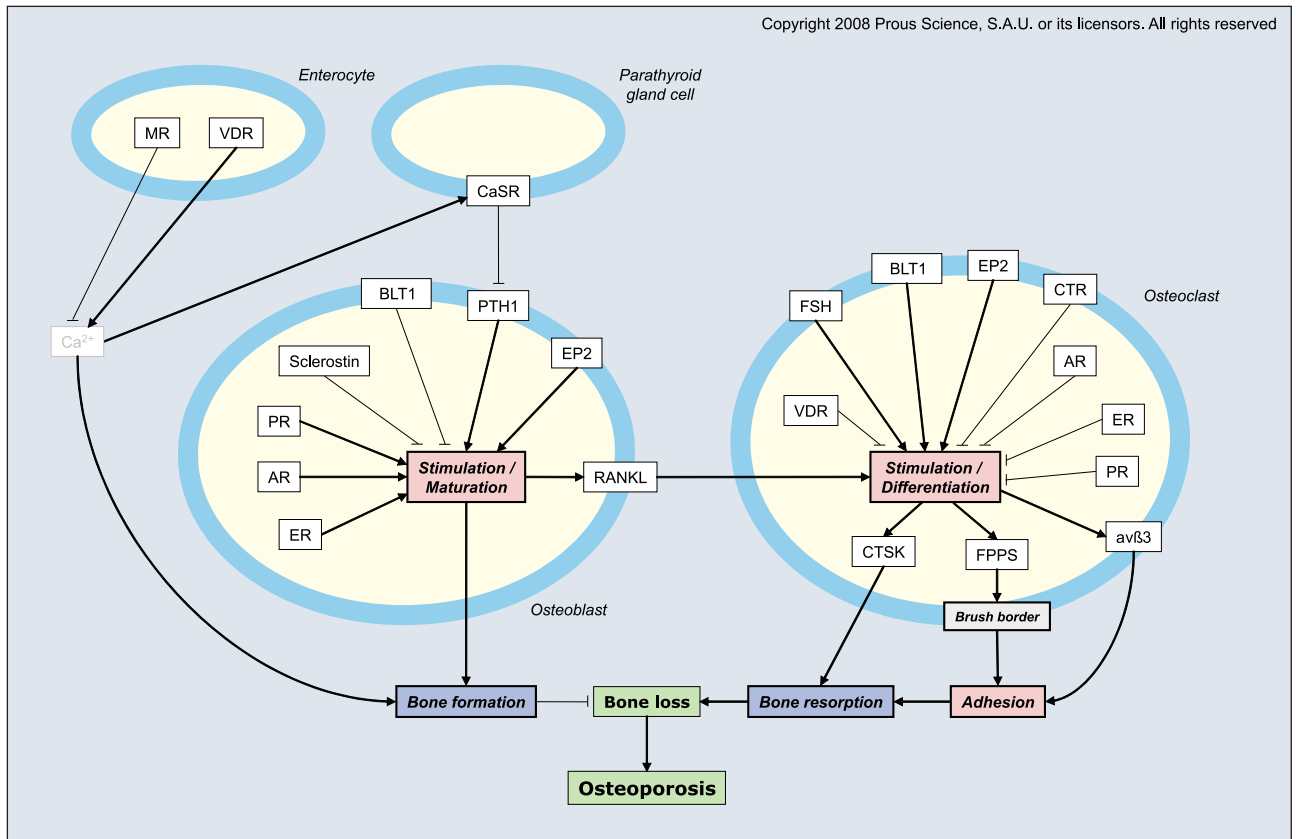 Copyright 2008 Prous Science, S.A.U. or its licensors. All rights reserved
Enterocyte
Parathyroid
gland cell
MR
VDR
CaSR
BLT1
EP2
CTR
Osteoclast
FSH
BLT1
PTH1
Ca²⁺
EP2
Sclerostin
AR
VDR
PR
ER
Stimulation /
Maturation
RANKL
Stimulation /
Differentiation
AR
PR
ER
CTSK
FPPS
avß3
Osteoblast
Brush border
Bone formation
Bone loss
Bone resorption
Adhesion
Osteoporosis